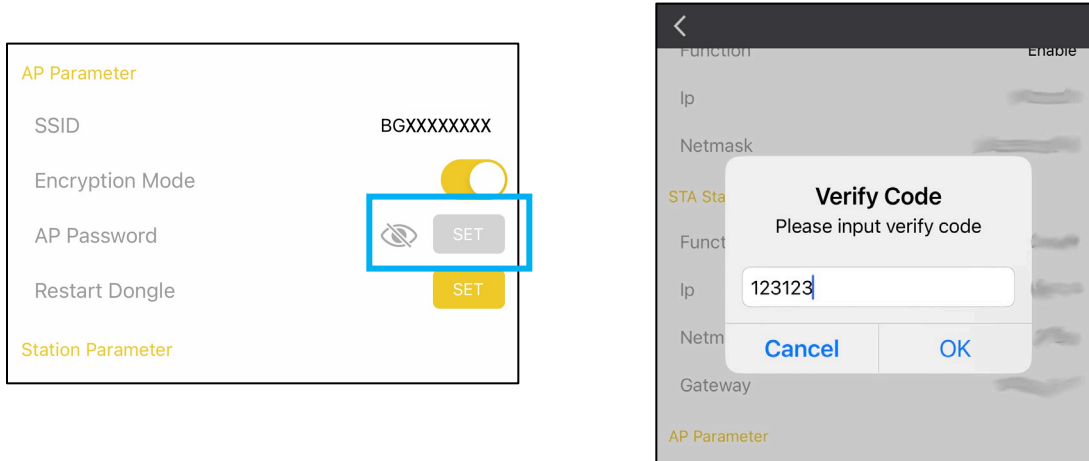 AP Parameter
SSID BGXXXXXXXX
Encryption Mode
AP Password SET
Restart Dongle SET
Station Parameter
Function Enable
Ip
Netmask
STA Sta
Verify Code
Please input verify code
Funct
Ip
123123
Netm
Cancel OK
Gateway
AP Parameter